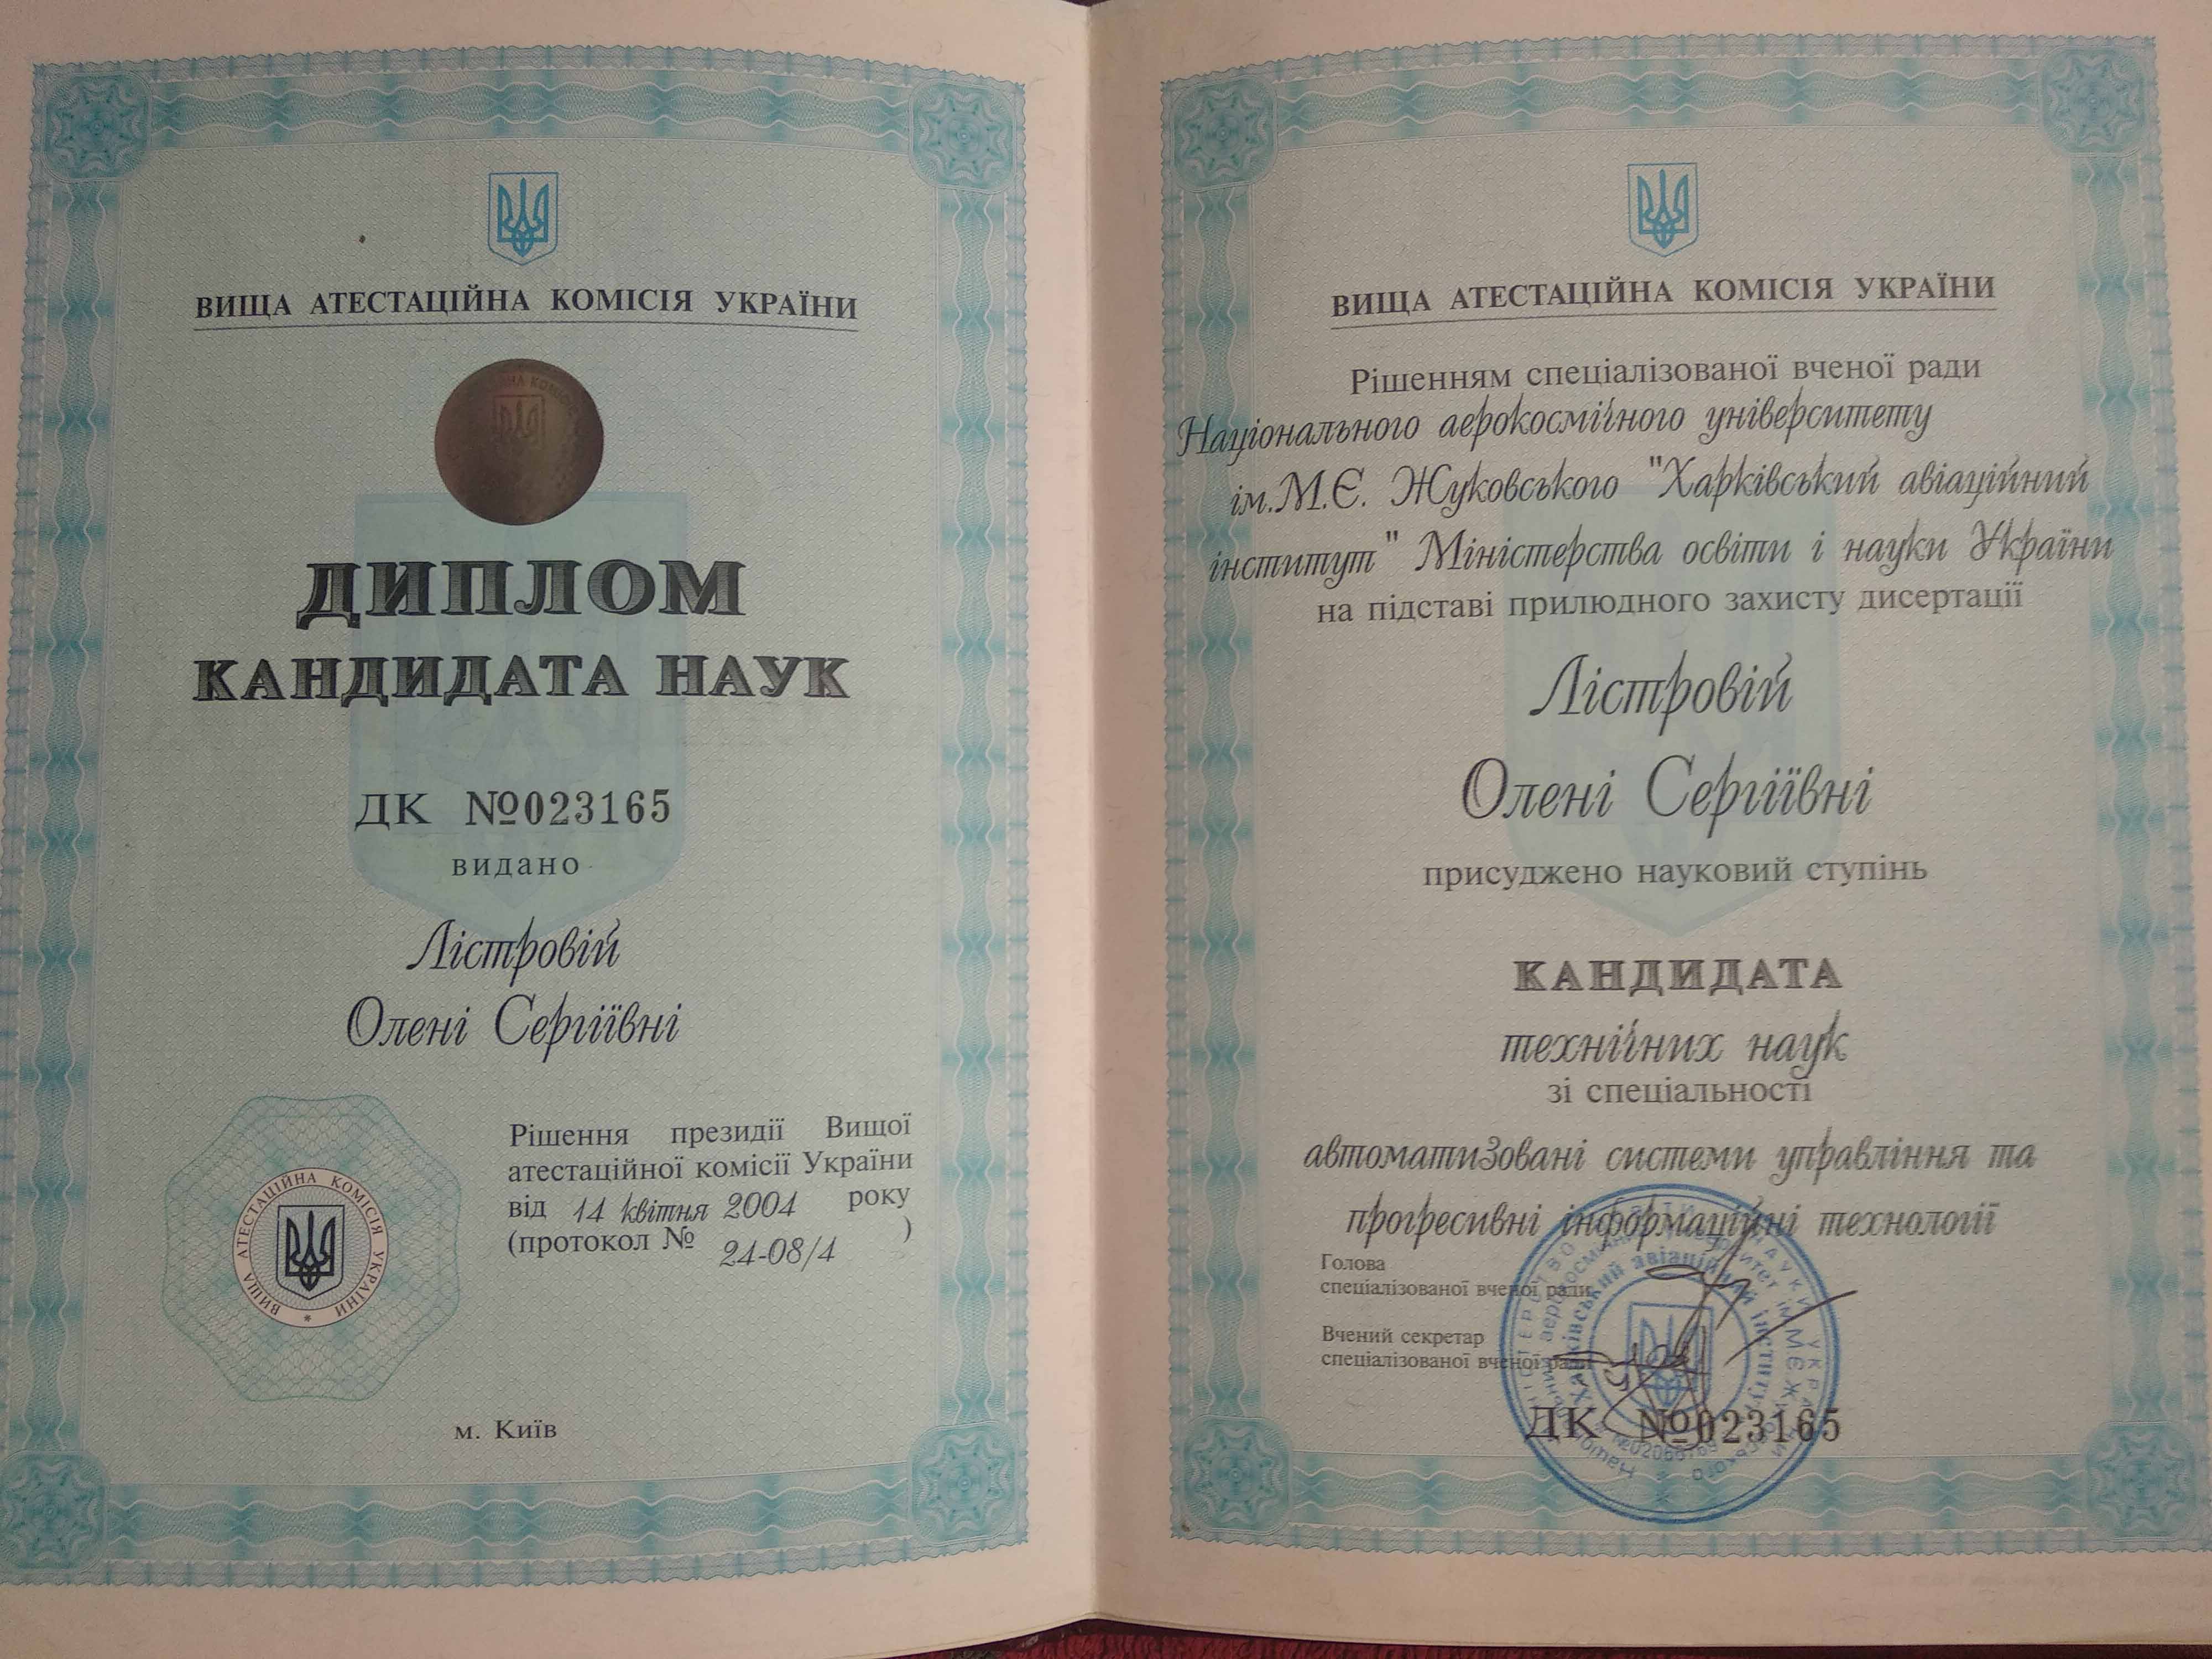 ВИЩА АТЕСТАЦІЙНА КОМІСІЯ УКРАЇНИ
ДИПЛОМ
КАНДИДАТА НАУК
ДК №023165
видано
Лістровій
Олені Сергіївні
ВИЩА АТЕСТАЦІЙНА КОМІСІЯ УКРАЇНИ
Рішення президії Вищої
атестаційної комісії України
від 14 квітня 2004 року
(протокол № 24-08/4 )
м. Київ
ВИЩА АТЕСТАЦІЙНА КОМІСІЯ УКРАЇНИ
Рішенням спеціалізованої вченої ради
Національного аерокосмічного університету
ім.М.Є. Жуковського "Харківський авіаційний
інститут" Міністерства освіти і науки України
на підставі прилюдного захисту дисертації
Лістровій
Олені Сергіївні
присуджено науковий ступінь
КАНДИДАТА
технічних наук
зі спеціальності
автоматизовані системи управління та
прогресивні інформаційні технології
Голова
спеціалізованої вченої ради
Вчений секретар
спеціалізованої вченої ради
Харківський авіаційний інститут
ДК №023165